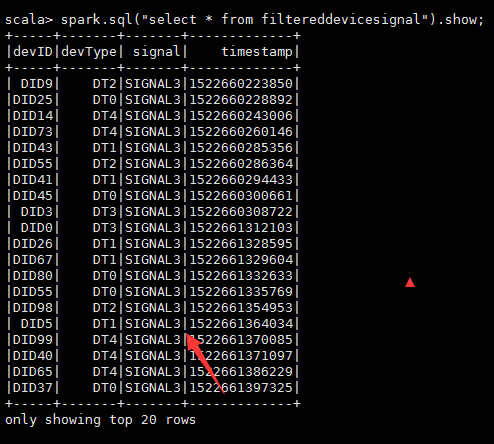 scala> spark.sql("select * from filtereddevicesignal").show;
+-----+-------+-------+-------------+
|devID|devType| signal|    timestamp|
+-----+-------+-------+-------------+
| DID9|    DT2|SIGNAL3|1522660223850|
|DID25|    DT0|SIGNAL3|1522660228892|
|DID14|    DT4|SIGNAL3|1522660243006|
|DID73|    DT4|SIGNAL3|1522660260146|
|DID43|    DT1|SIGNAL3|1522660285356|
|DID55|    DT2|SIGNAL3|1522660286364|
|DID41|    DT1|SIGNAL3|1522660294433|
|DID45|    DT0|SIGNAL3|1522660300661|
| DID3|    DT3|SIGNAL3|1522660308722|
| DID0|    DT3|SIGNAL3|1522661312103|
|DID26|    DT1|SIGNAL3|1522661328595|
|DID67|    DT1|SIGNAL3|1522661329604|
|DID80|    DT0|SIGNAL3|1522661332633|
|DID55|    DT0|SIGNAL3|1522661335769|
|DID98|    DT2|SIGNAL3|1522661354953|
| DID5|    DT1|SIGNAL3|1522661364034|
|DID99|    DT4|SIGNAL3|1522661370085|
|DID40|    DT4|SIGNAL3|1522661371097|
|DID65|    DT4|SIGNAL3|1522661386229|
|DID37|    DT0|SIGNAL3|1522661397325|
+-----+-------+-------+-------------+
only showing top 20 rows